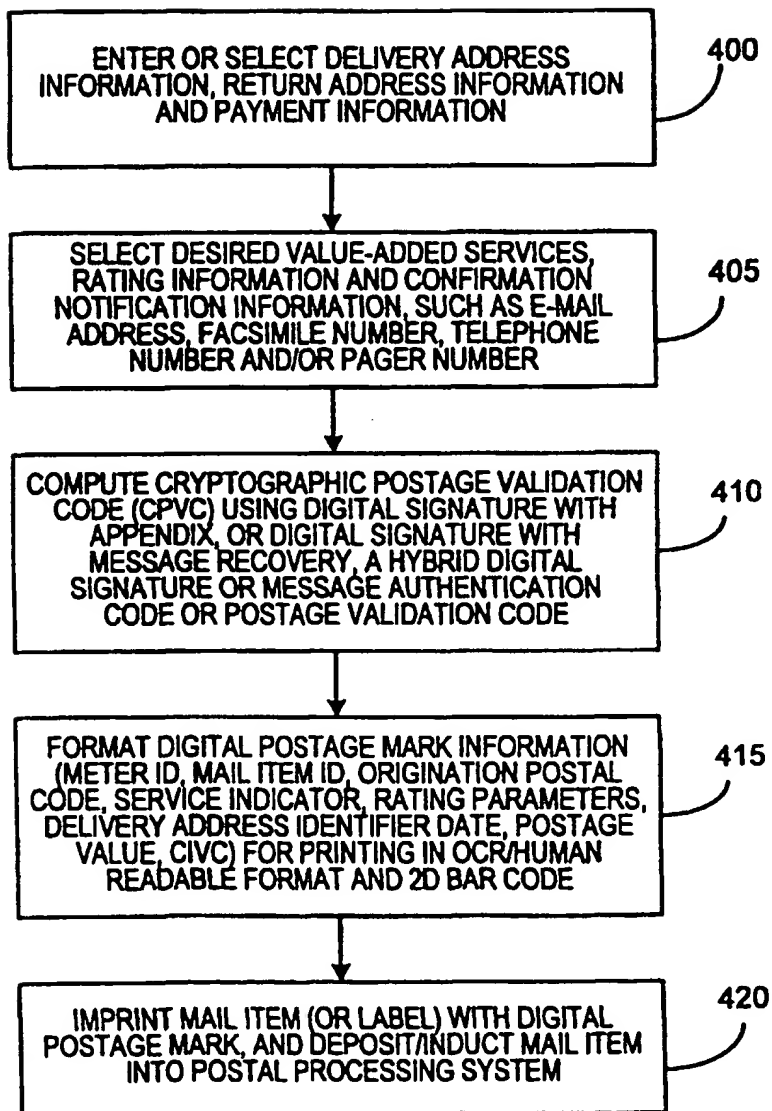 ENTER OR SELECT DELIVERY ADDRESS
INFORMATION, RETURN ADDRESS INFORMATION
AND PAYMENT INFORMATION
400
SELECT DESIRED VALUE-ADDED SERVICES,
RATING INFORMATION AND CONFIRMATION
NOTIFICATION INFORMATION, SUCH AS E-MAIL
ADDRESS, FACSIMILE NUMBER, TELEPHONE
NUMBER AND/OR PAGER NUMBER
405
COMPUTE CRYPTOGRAPHIC POSTAGE VALIDATION
CODE (CPVC) USING DIGITAL SIGNATURE WITH
APPENDIX, OR DIGITAL SIGNATURE WITH
MESSAGE RECOVERY, A HYBRID DIGITAL
SIGNATURE OR MESSAGE AUTHENTICATION
CODE OR POSTAGE VALIDATION CODE
410
FORMAT DIGITAL POSTAGE MARK INFORMATION
(METER ID, MAIL ITEM ID, ORIGINATION POSTAL
CODE, SERVICE INDICATOR, RATING PARAMETERS,
DELIVERY ADDRESS IDENTIFIER DATE, POSTAGE
VALUE, CIVC) FOR PRINTING IN OCR/HUMAN
READABLE FORMAT AND 2D BAR CODE
415
IMPRINT MAIL ITEM (OR LABEL) WITH DIGITAL
POSTAGE MARK, AND DEPOSIT/INDUCT MAIL ITEM
INTO POSTAL PROCESSING SYSTEM
420